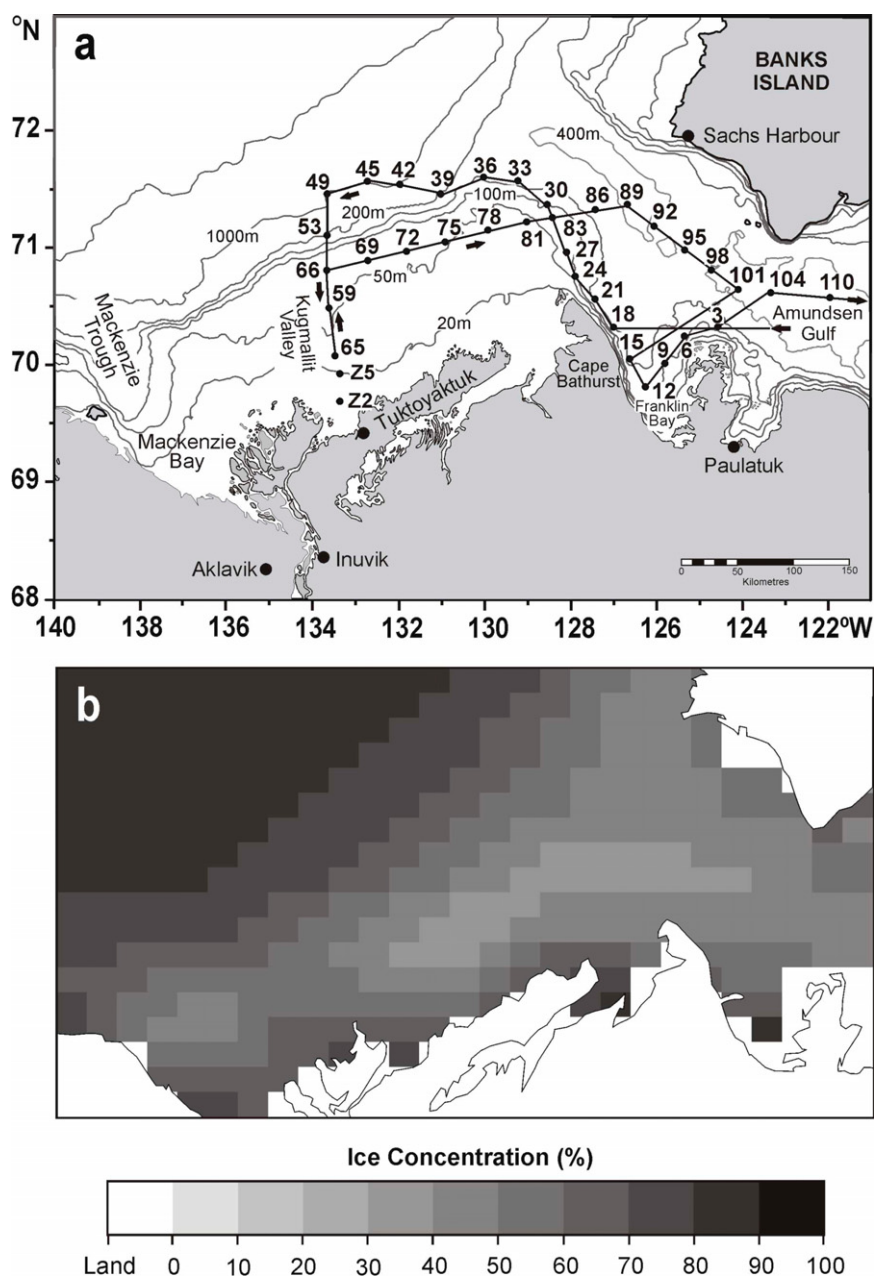 ºN
a
BANKS
ISLAND
72
400m
Sachs Harbour
49
45
42
39
36
33
100m
30
86
89
200m
92
1000m
53
78
71
69
72
75
81
83
95
66
50m
27
98
24
101
104
110
59
21
Mackenzie
Trough
Kugmallit
Valley
20m
18
3
Amundsen
Gulf
65
15
9
6
70
Z5
Cape
Bathurst
12
Z2
Franklin
Bay
Tuktoyaktuk
Mackenzie
Bay
69
Paulatuk
Inuvik
Aklavik
0 50 100 150
Kilometres
68
140 138 136 134 132 130 128 126 124 122ºW
b
Ice Concentration (%)
Land 0 10 20 30 40 50 60 70 80 90 100